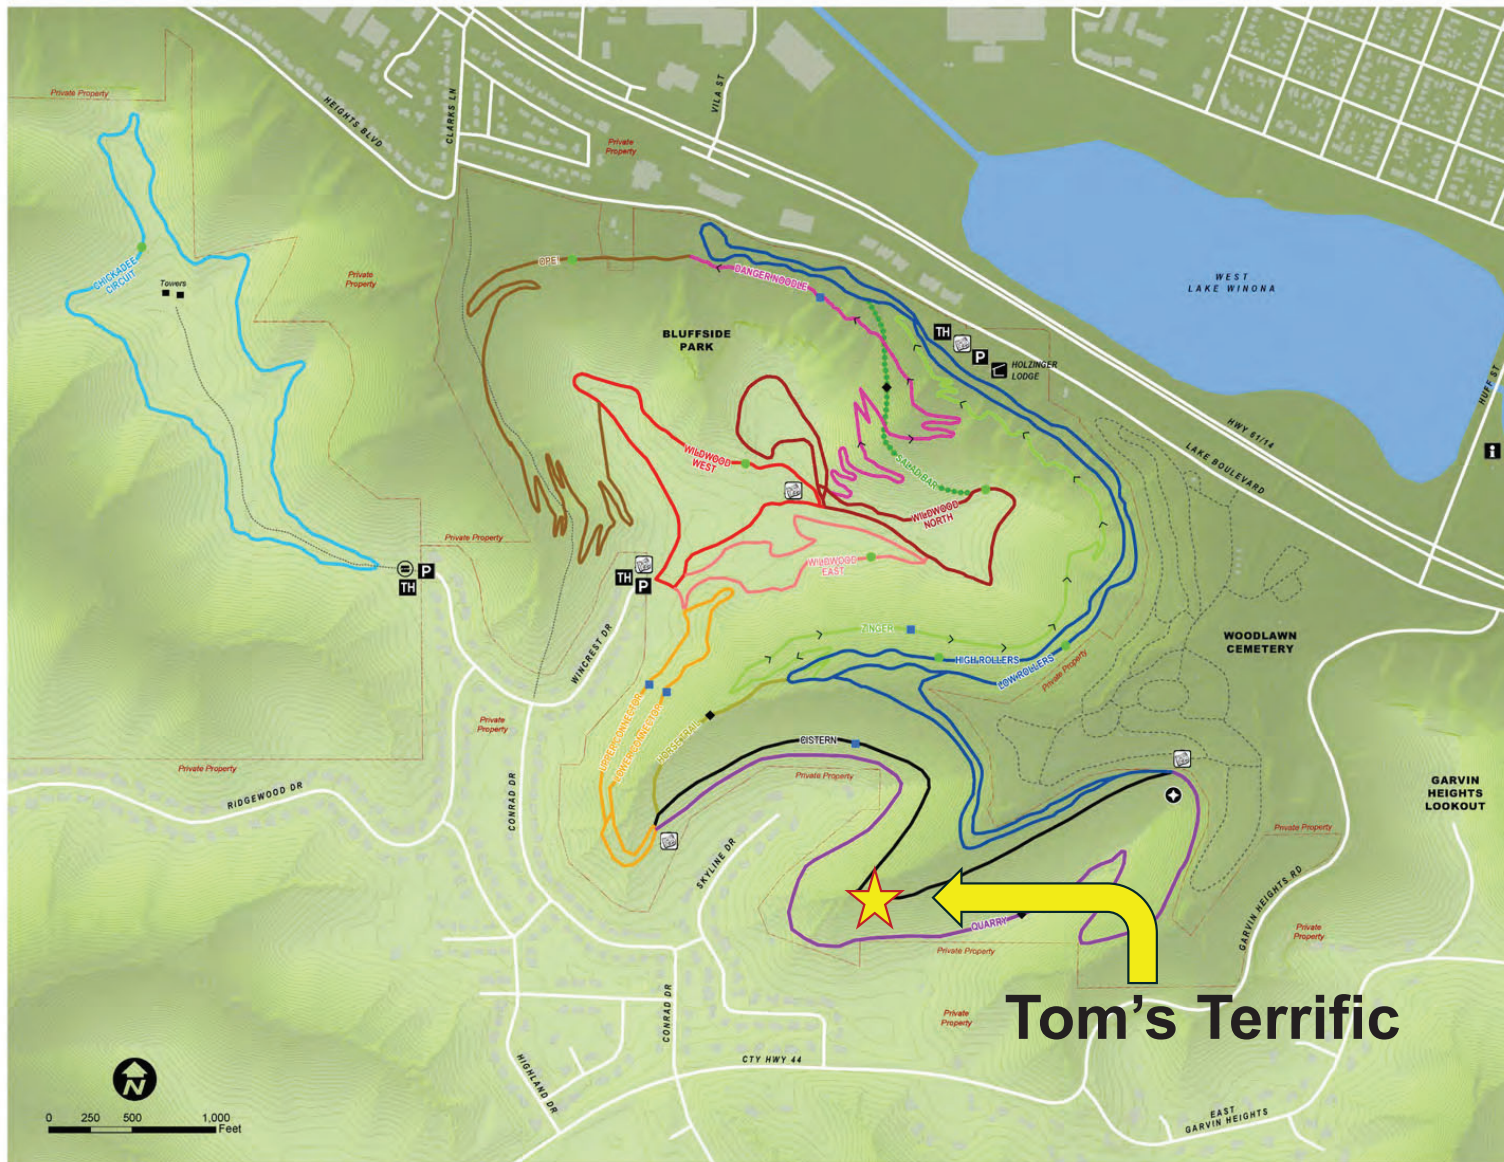 Private Property
HEIGHTS BLVD
CLARKS LN
VILA ST
Private
Property
CHICKADEE
CIRCUIT
Towers
Private
Property
WEST
LAKE WINONA
DANGER NOODLE
BLUFFSIDE
PARK
TH
P
HOLZINGER
LODGE
HUFF ST
HWY 61/14
LAKE BOULEVARD
WILDWOOD
WEST
SALAD BAR
WILDWOOD
NORTH
Private Property
WILDWOOD
EAST
P
TH
TH
P
WINCREST DR
ZINGER
HIGH ROLLERS
LOW ROLLERS
Private Property
WOODLAWN
CEMETERY
Private
Property
UPPER CONNECTOR
LOWER CONNECTOR
CISTERN
Private Property
Private Property
RIDGEWOOD DR
CONRAD DR
GARVIN
HEIGHTS
LOOKOUT
Private Property
SKYLINE DR
QUARRY
Private Property
GARVIN HEIGHTS RD
Private
Property
Private
Property
Tom's Terrific
CONRAD DR
CTY HWY 44
HIGHLAND DR
EAST
GARVIN HEIGHTS
N
0 250 500 1,000
Feet